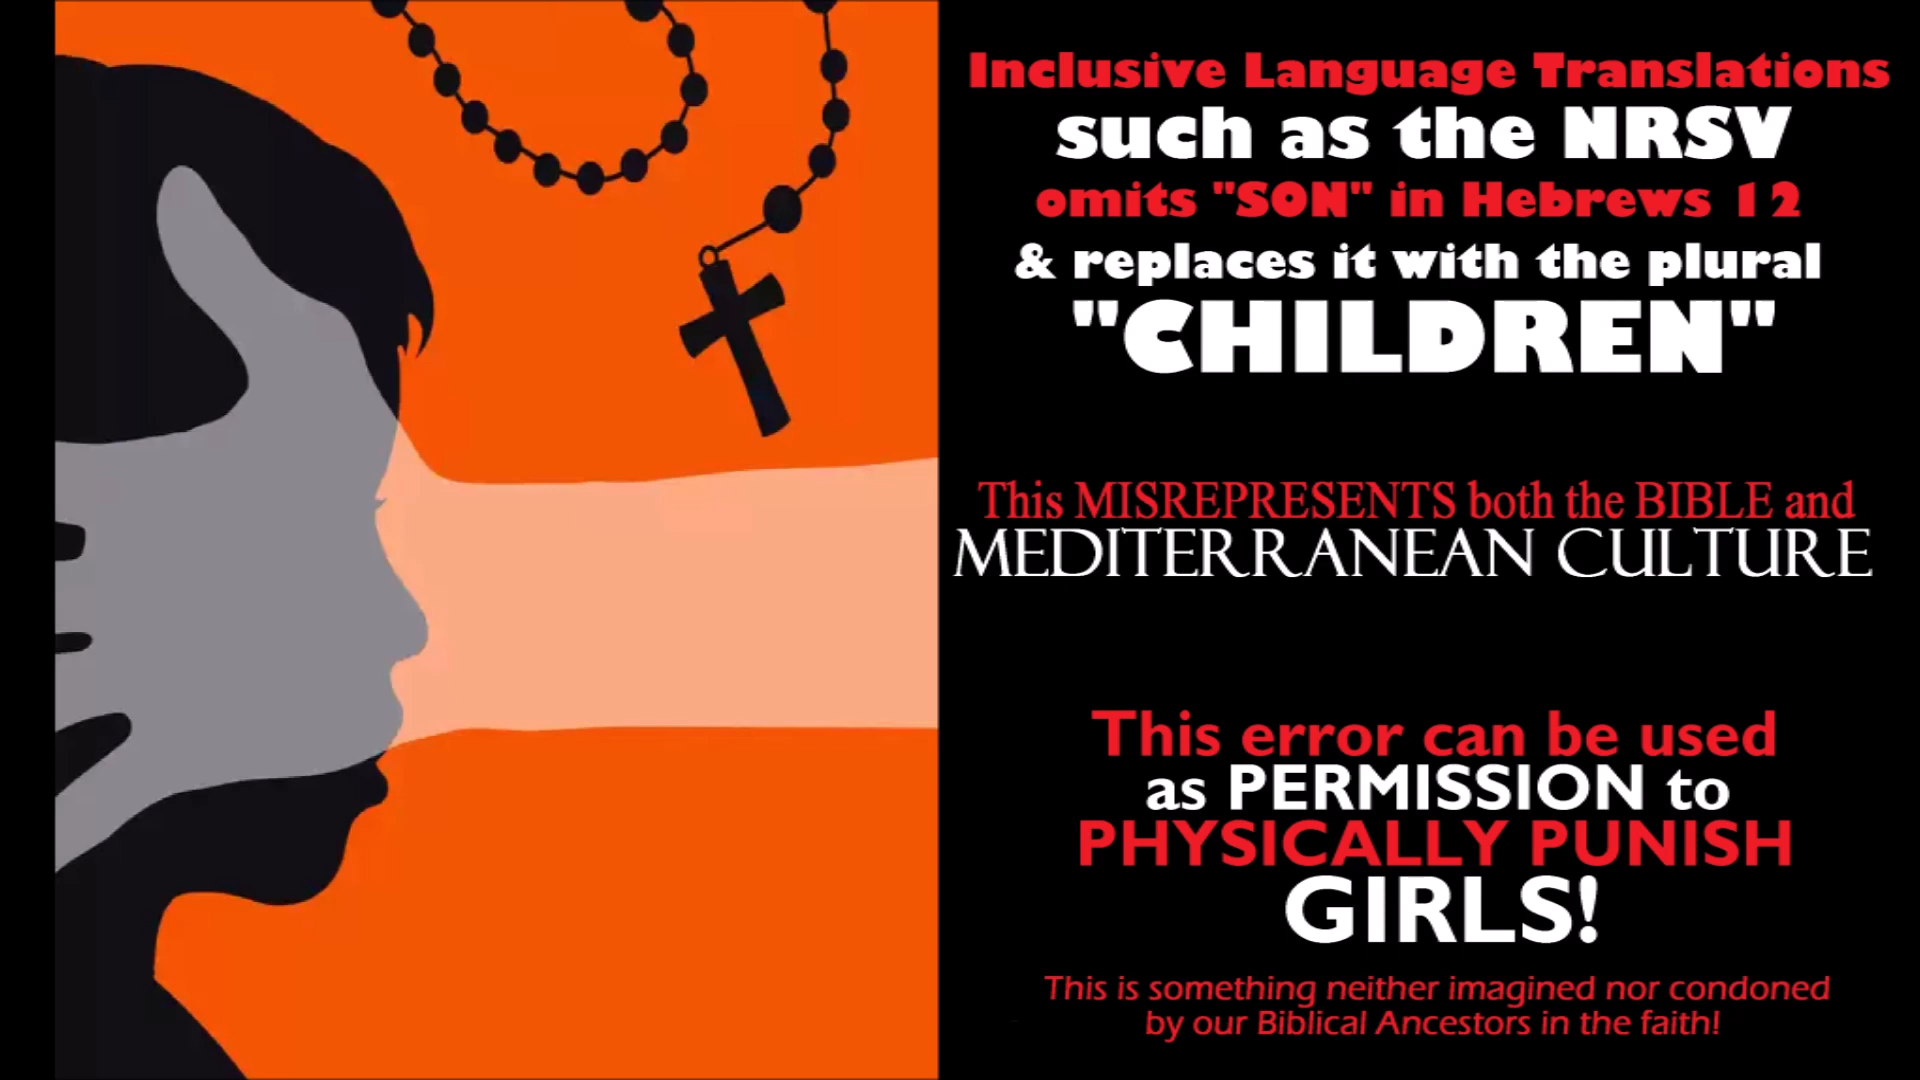 Inclusive Language Translations
such as the NRSV
omits "SON" in Hebrews 12
& replaces it with the plural
"CHILDREN"
This MISREPRESENTS both the BIBLE and
MEDITERRANEAN CULTURE
This error can be used
as PERMISSION to
PHYSICALLY PUNISH
GIRLS!
This is something neither imagined nor condoned
by our Biblical Ancestors in the faith!